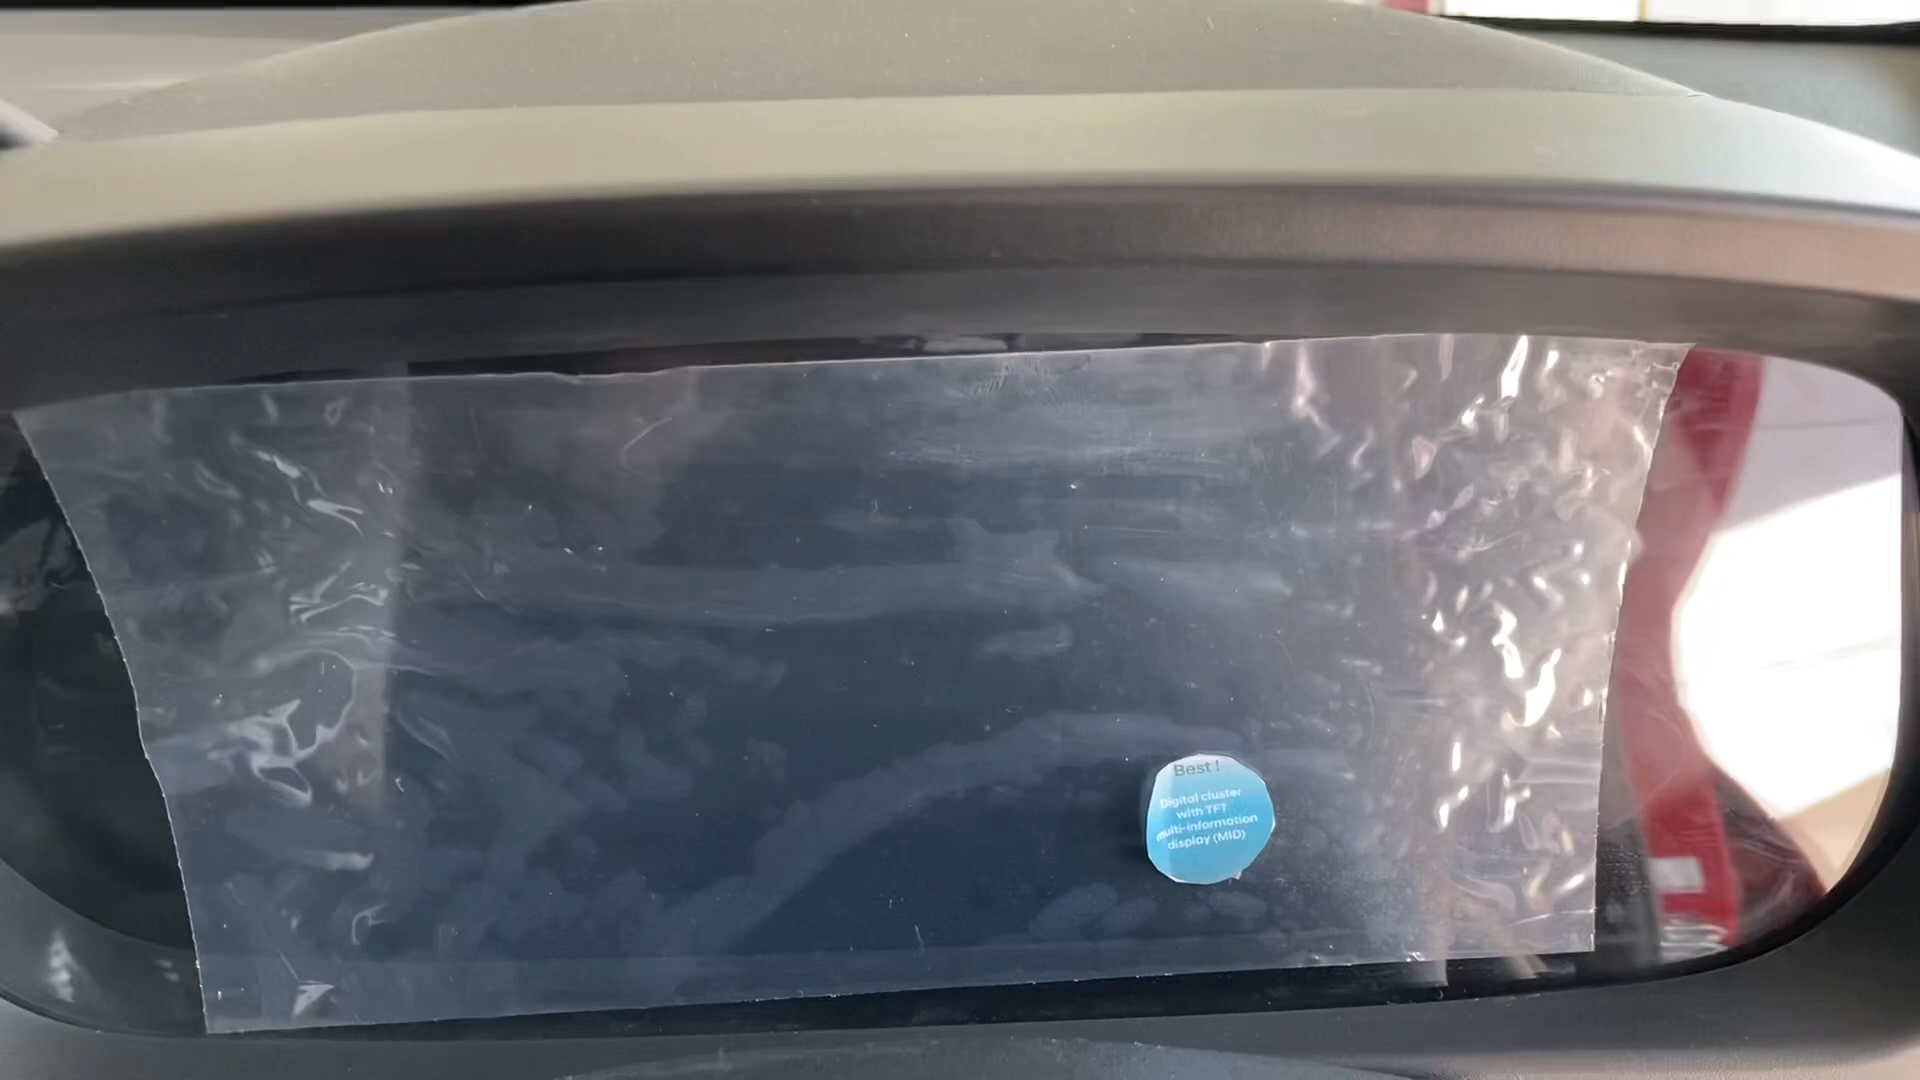 Best!
Digital cluster
with TFT
multi-information
display (MID)